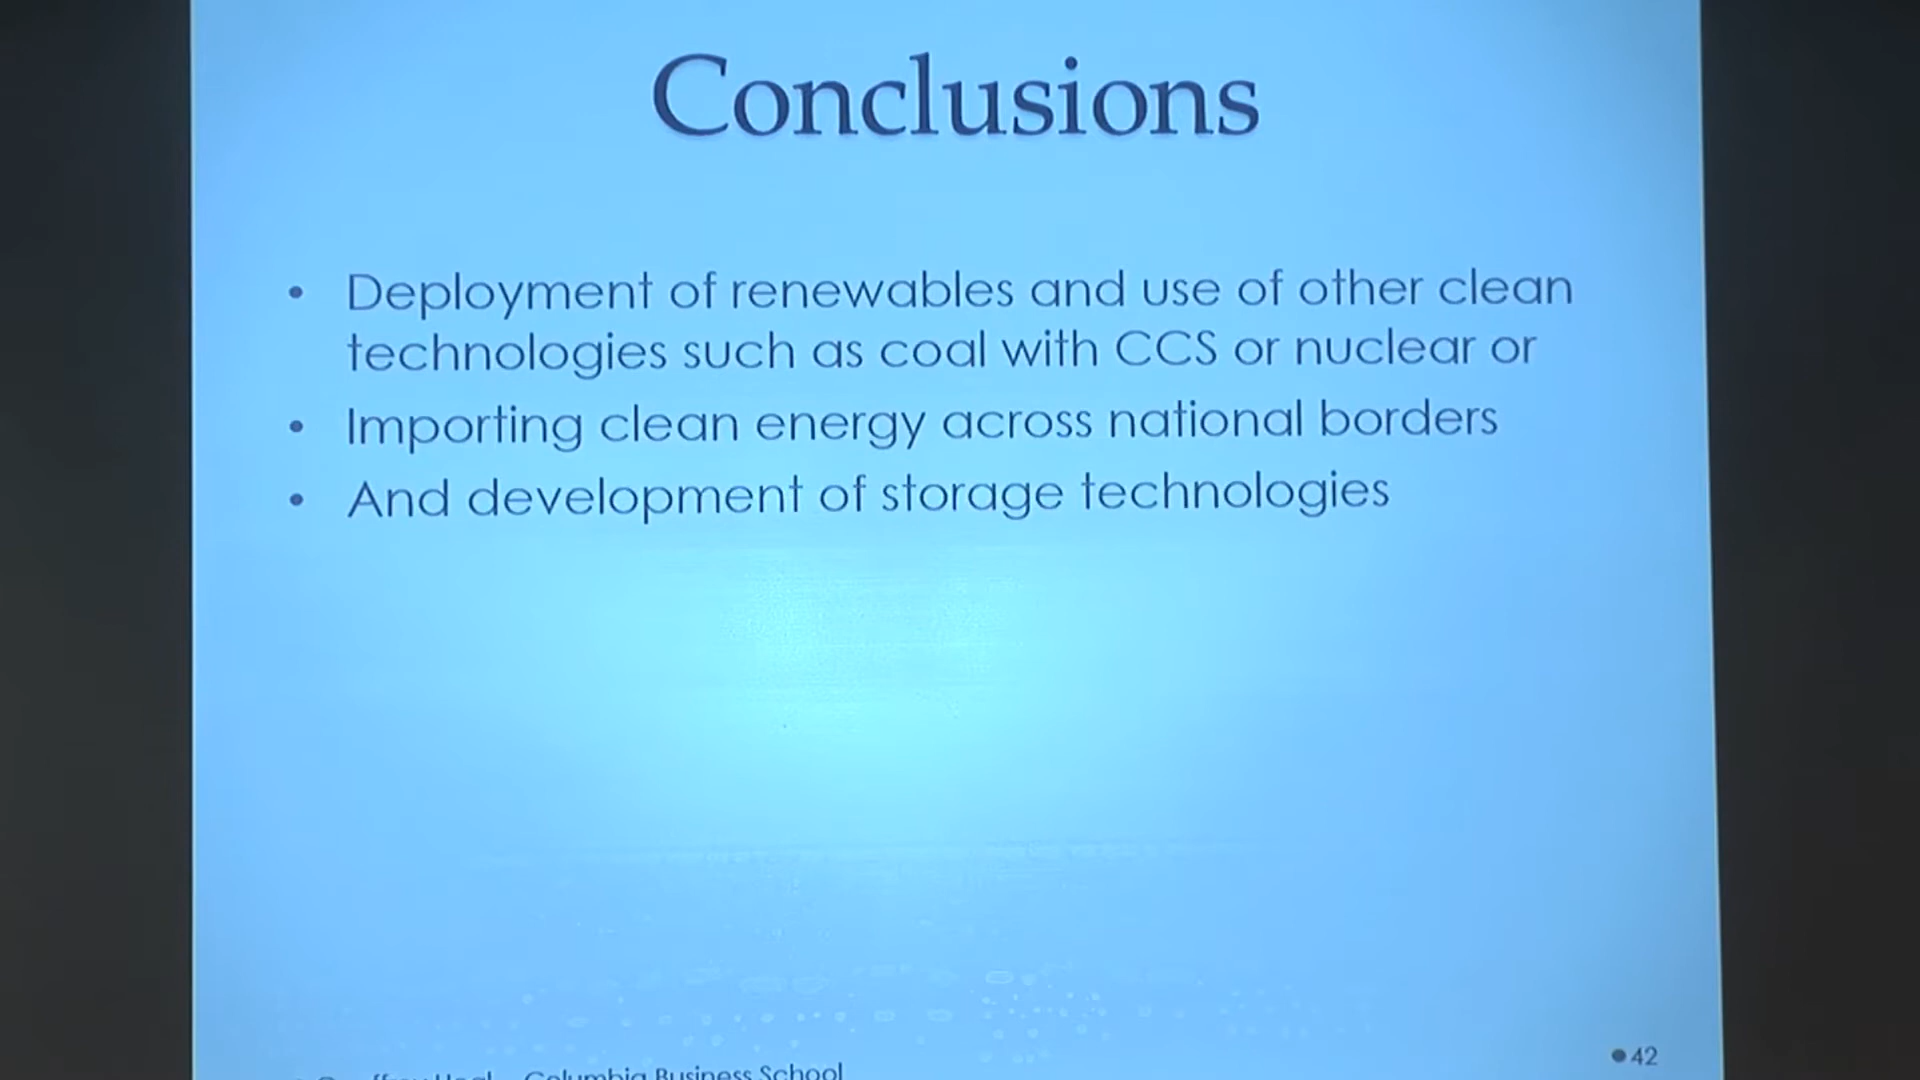 Conclusions
• Deployment of renewables and use of other clean
technologies such as coal with CCS or nuclear or
• Importing clean energy across national borders
• And development of storage technologies
Columbia Business School
•42